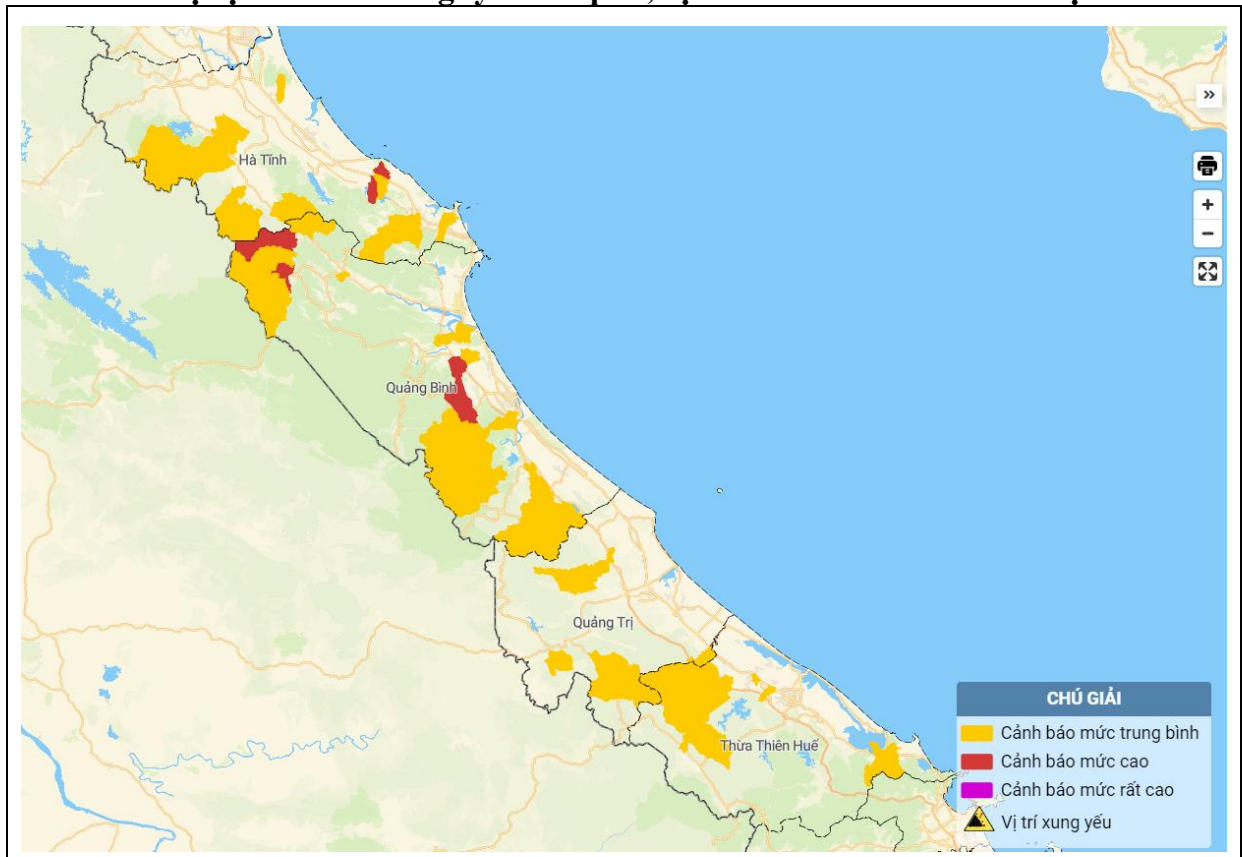 Hà Tĩnh
Quảng Bình
Quảng Trị
Thừa Thiên Huế
»
+
−
CHÚ GIẢI
Cảnh báo mức trung bình
Cảnh báo mức cao
Cảnh báo mức rất cao
Vị trí xung yếu